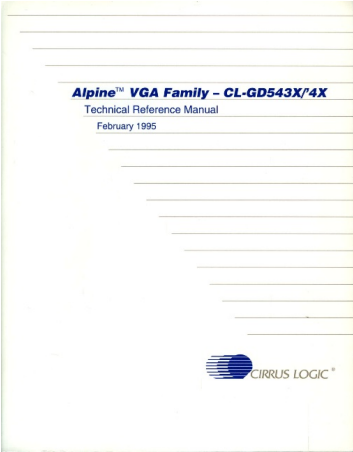 Alpine™ VGA Family – CL-GD543X/'4X
Technical Reference Manual
February 1995
CIRRUS LOGIC®